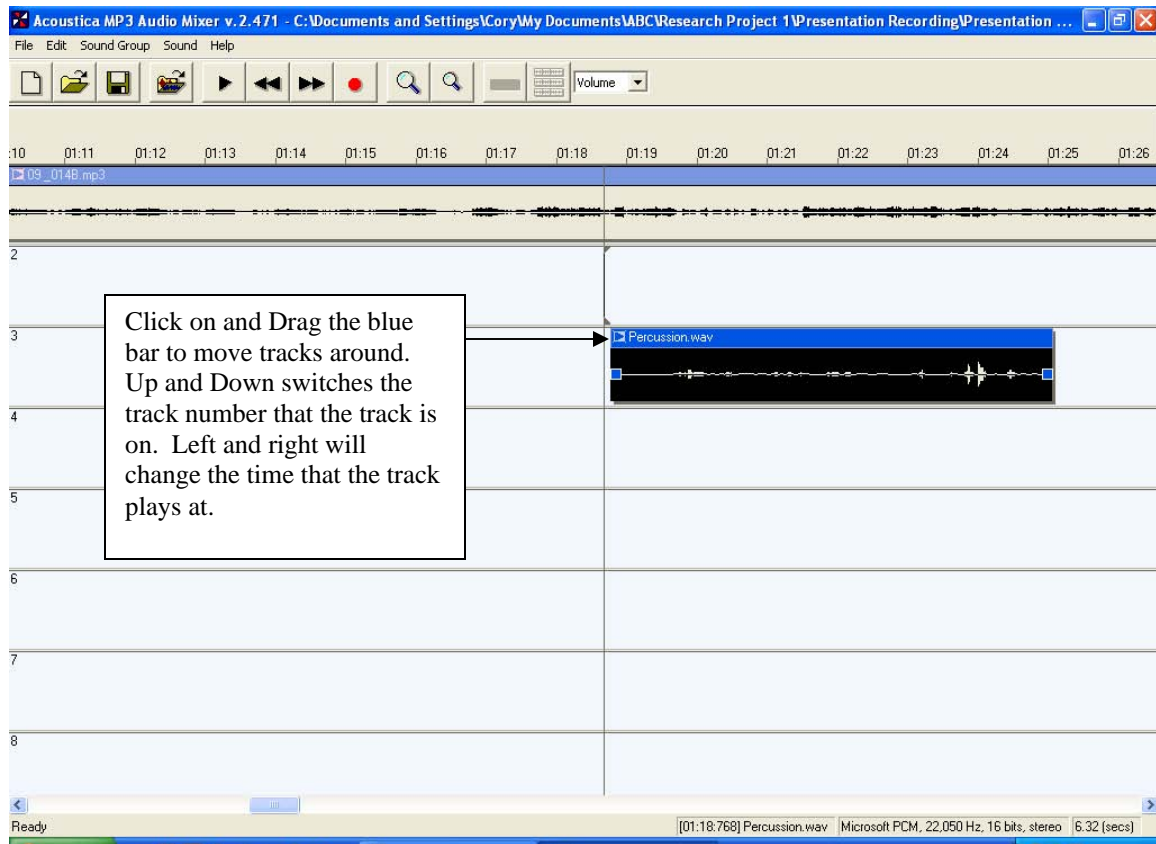 Acoustica MP3 Audio Mixer v.2.471 - C:\Documents and Settings\Cory\My Documents\ABC\Research Project 1\Presentation Recording\Presentation ...
File Edit Sound Group Sound Help
Volume
:10 01:11 01:12 01:13 01:14 01:15 01:16 01:17 01:18 01:19 01:20 01:21 01:22 01:23 01:24 01:25 01:26
09_014B.mp3
2
3
Percussion.wav
Click on and Drag the blue
bar to move tracks around.
Up and Down switches the
track number that the track is
on. Left and right will
change the time that the track
plays at.
4
5
6
7
8
Ready
[01:18:768] Percussion.wav Microsoft PCM, 22,050 Hz, 16 bits, stereo 6.32 (secs)